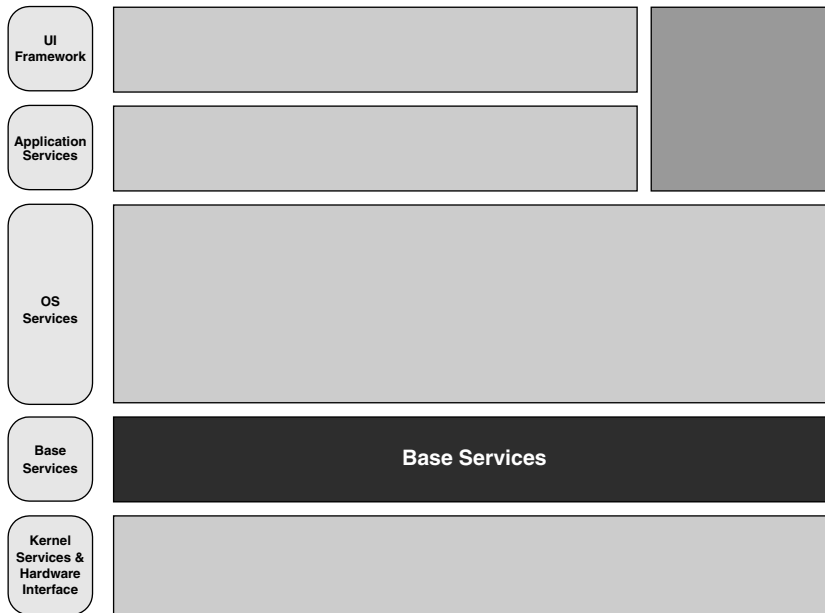 UI
Framework
Application
Services
OS
Services
Base
Services
Base Services
Kernel
Services &
Hardware
Interface